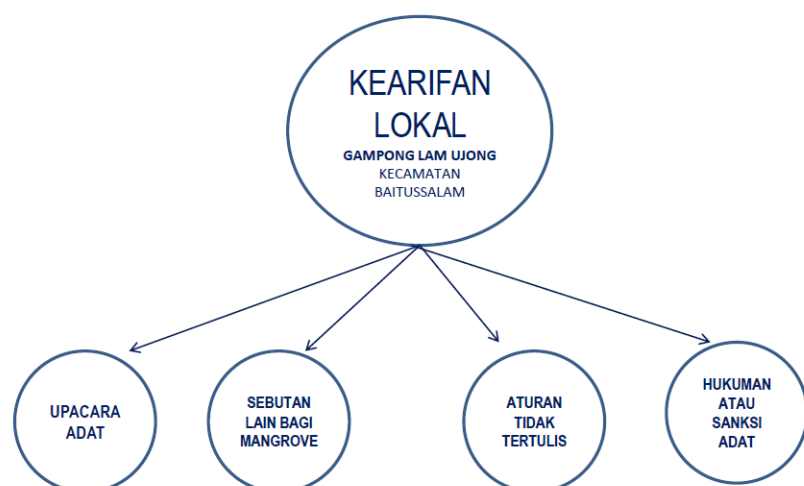 KEARIFAN
LOKAL
GAMPONG LAM UJONG
KECAMATAN
BAITUSSALAM
UPACARA
ADAT
SEBUTAN
LAIN BAGI
MANGROVE
ATURAN
TIDAK
TERTULIS
HUKUMAN
ATAU
SANKSI
ADAT